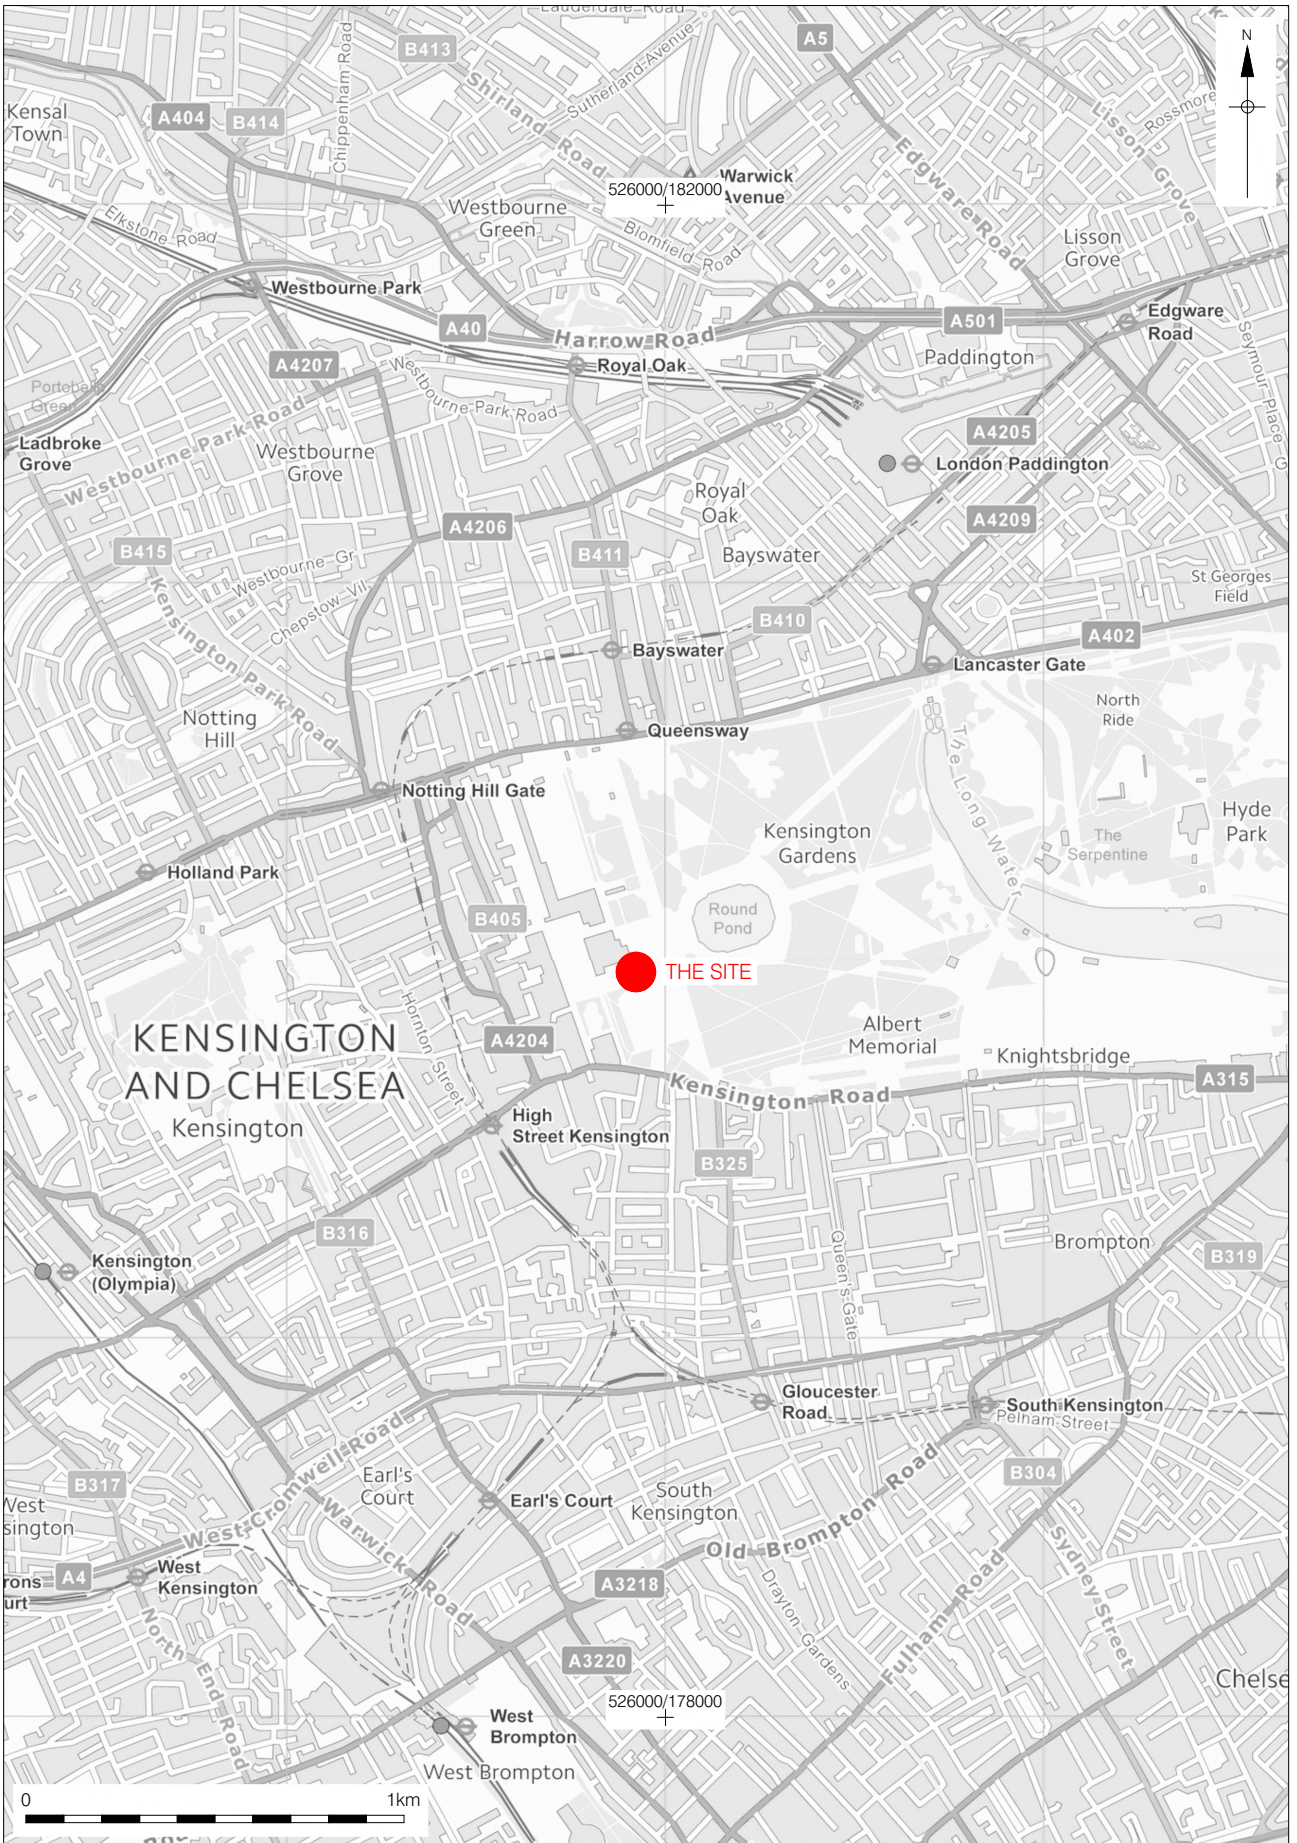 Lauderdale Road
A5
B413
N
Shirland Road
Sutherland Avenue
Chippenham Road
Kensal
Town
A404
B414
Lisson Grove
Rossmore
Edgware Road
Warwick
Avenue
526000/182000
Westbourne
Green
Elkstone Road
Blomfield Road
Lisson
Grove
Westbourne Park
A40
Harrow Road
A501
Edgware
Road
Paddington
A4207
Royal Oak
Seymour Place
Portobello
Green
Westbourne Park Road
Westbourne Park Road
Ladbroke
Grove
Westbourne
Grove
A4205
London Paddington
Royal
Oak
A4206
A4209
B415
B411
Bayswater
Westbourne Gr
Chepstow Vil
St Georges
Field
Kensington Park Road
B410
A402
Bayswater
Lancaster Gate
North
Ride
Notting
Hill
Queensway
The Long Water
Notting Hill Gate
Hyde
Park
Kensington
Gardens
The
Serpentine
Holland Park
B405
Round
Pond
THE SITE
Hornton Street
KENSINGTON
AND CHELSEA
Kensington
A4204
Albert
Memorial
Knightsbridge
A315
Kensington Road
High
Street Kensington
B325
B316
Queen's Gate
Brompton
B319
Kensington
(Olympia)
Gloucester
Road
South Kensington
Pelham Street
B317
Earl's
Court
West Cromwell Road
B304
West
sington
Earl's Court
South
Kensington
Warwick Road
Old Brompton Road
A4
rons
urt
West
Kensington
A3218
Drayton Gardens
Fulham Road
Sydney Street
North End Road
A3220
Chelse
526000/178000
West
Brompton
West Brompton
0 1km